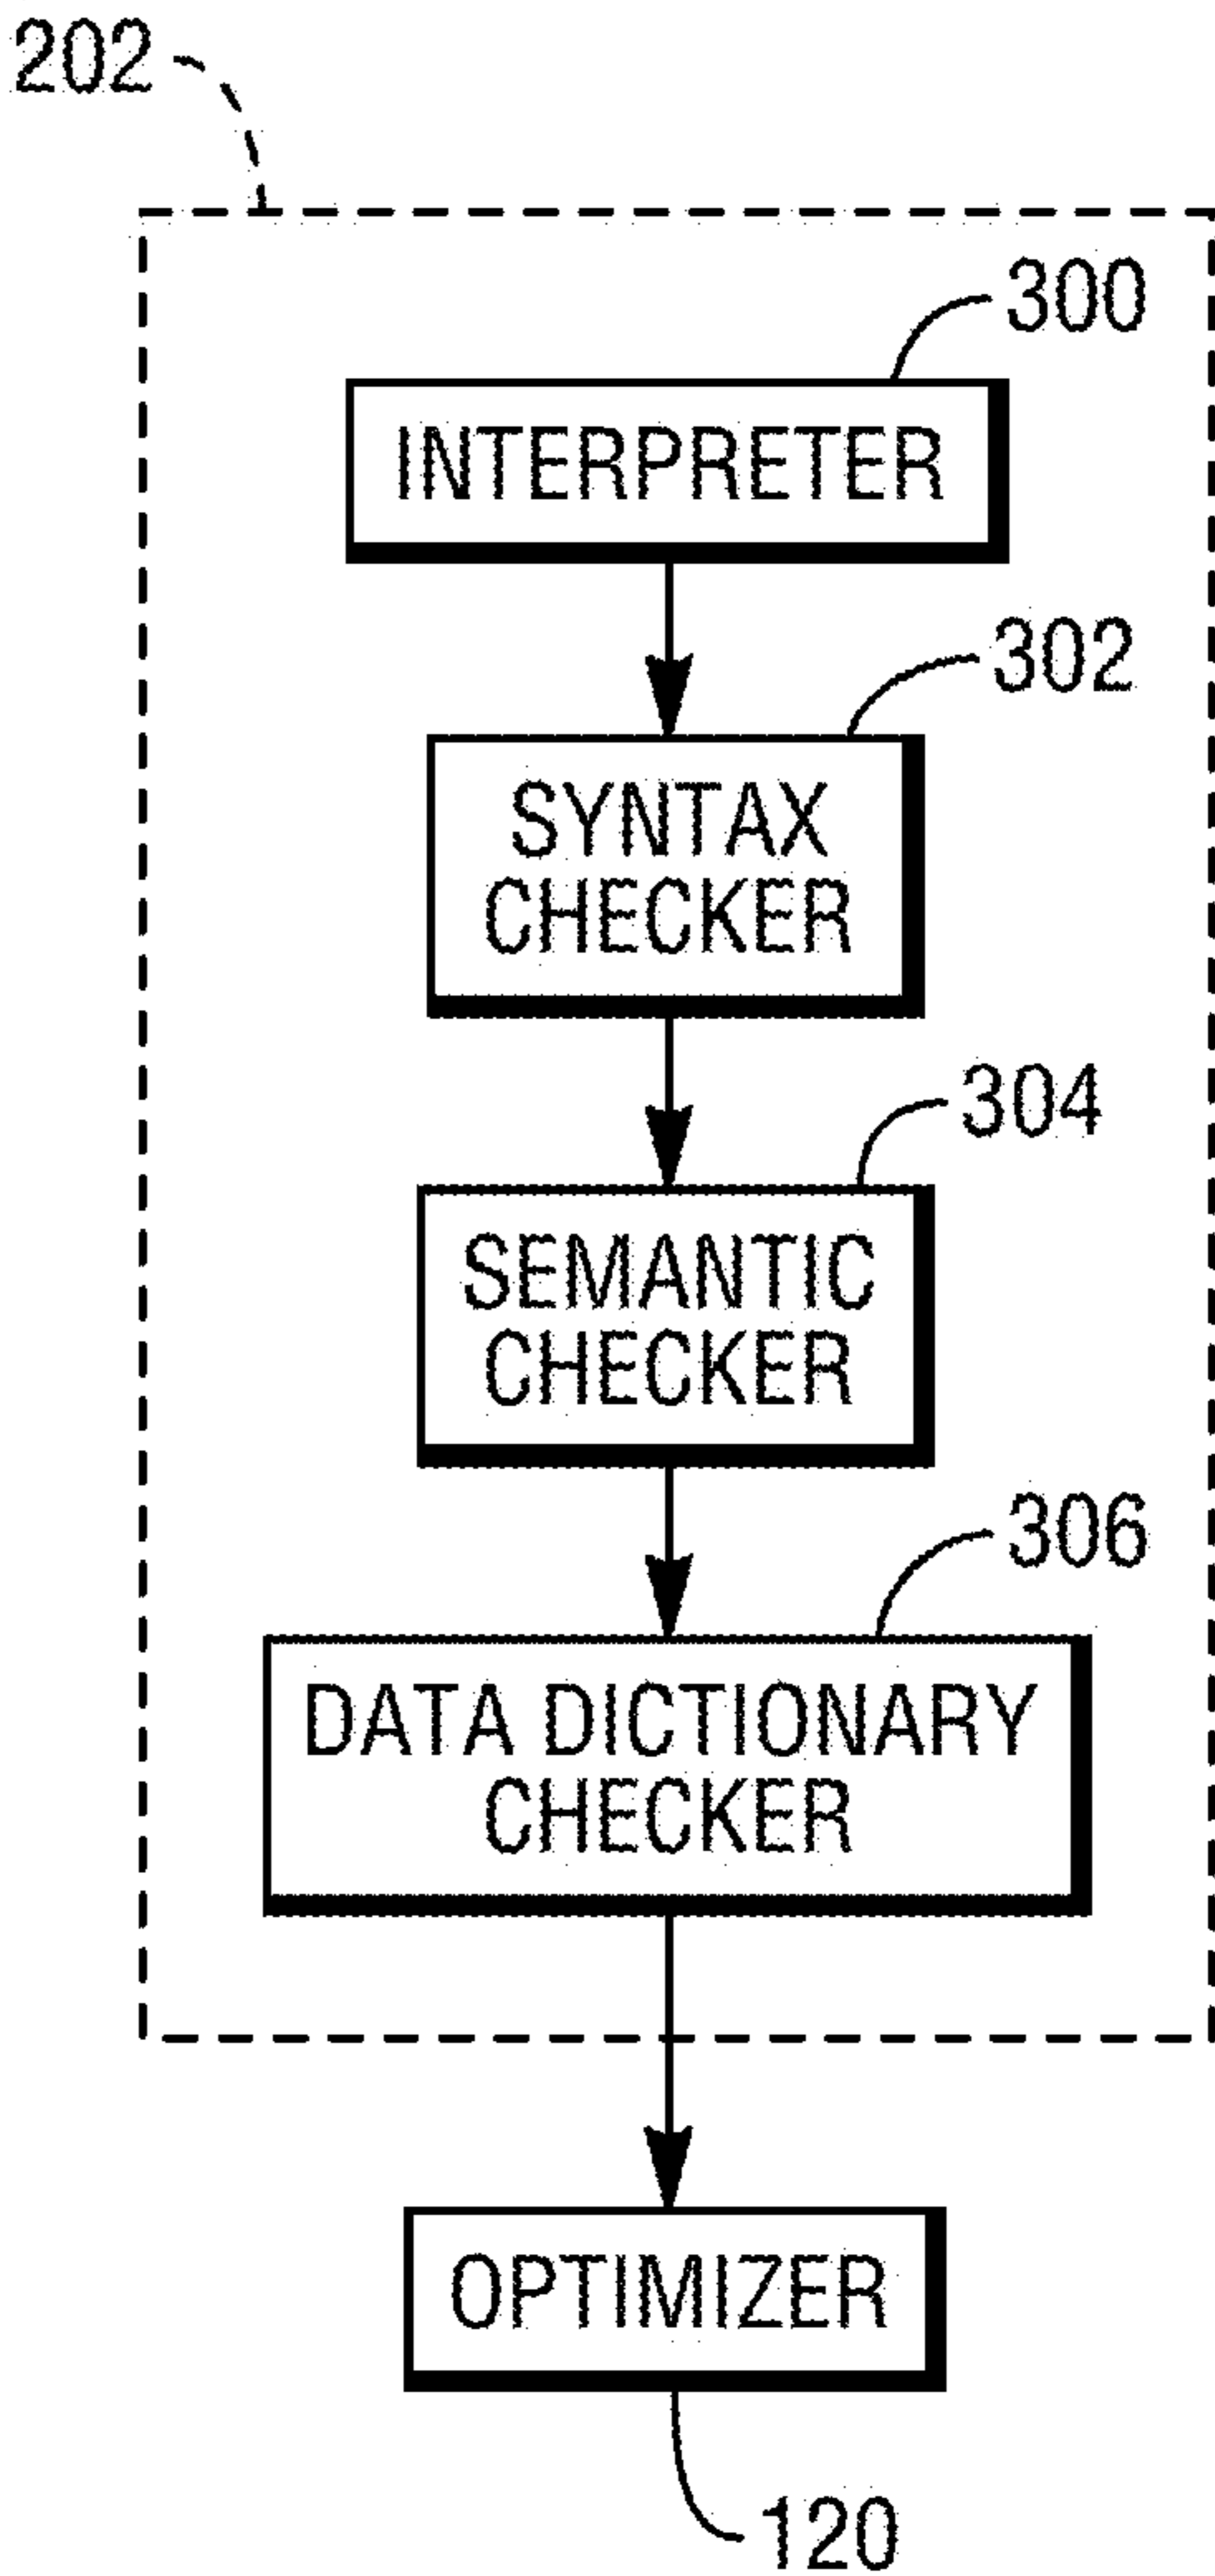 202
300
INTERPRETER
302
SYNTAX
CHECKER
304
SEMANTIC
CHECKER
306
DATA DICTIONARY
CHECKER
OPTIMIZER
120